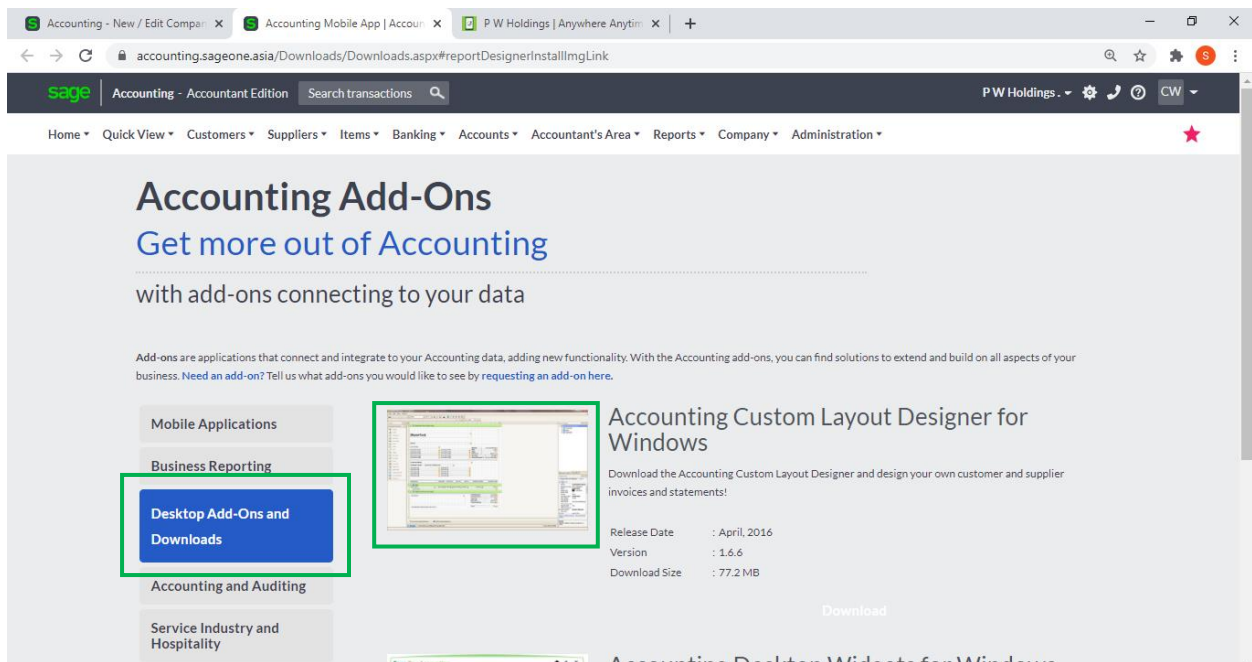 Accounting - New / Edit Compan
Accounting Mobile App | Accoun
P W Holdings | Anywhere Anytim
accounting.sageone.asia/Downloads/Downloads.aspx#reportDesignerInstallImgLink
S
sage
Accounting - Accountant Edition
Search transactions
P W Holdings .
CW
Home
Quick View
Customers
Suppliers
Items
Banking
Accounts
Accountant's Area
Reports
Company
Administration
Accounting Add-Ons
Get more out of Accounting
with add-ons connecting to your data
Add-ons are applications that connect and integrate to your Accounting data, adding new functionality. With the Accounting add-ons, you can find solutions to extend and build on all aspects of your
business. Need an add-on? Tell us what add-ons you would like to see by requesting an add-on here.
Mobile Applications
Business Reporting
Desktop Add-Ons and
Downloads
Accounting and Auditing
Service Industry and
Hospitality
Accounting Custom Layout Designer for
Windows
Download the Accounting Custom Layout Designer and design your own customer and supplier
invoices and statements!
Release Date : April, 2016
Version : 1.6.6
Download Size : 77.2 MB
Download
Accounting Desktop Widgets for Windows